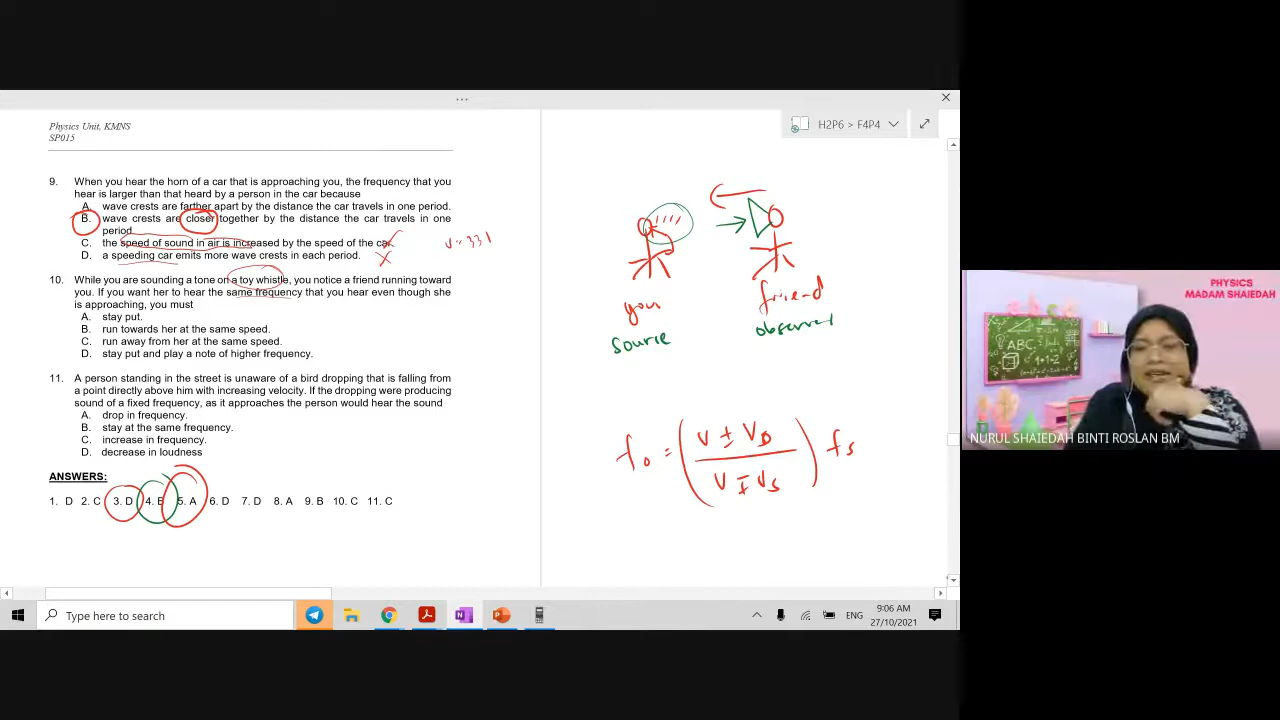 Physics Unit, KMNS
SP015
9. When you hear the horn of a car that is approaching you, the frequency that you
hear is larger than that heard by a person in the car because
A. wave crests are farther apart by the distance the car travels in one period.
B. wave crests are closer together by the distance the car travels in one
period.
C. the speed of sound in air is increased by the speed of the car.
D. a speeding car emits more wave crests in each period.
v = 331
10. While you are sounding a tone on a toy whistle, you notice a friend running toward
you. If you want her to hear the same frequency that you hear even though she
is approaching, you must
A. stay put.
B. run towards her at the same speed.
C. run away from her at the same speed.
D. stay put and play a note of higher frequency.
11. A person standing in the street is unaware of a bird dropping that is falling from
a point directly above him with increasing velocity. If the dropping were producing
sound of a fixed frequency, as it approaches the person would hear the sound
A. drop in frequency.
B. stay at the same frequency.
C. increase in frequency.
D. decrease in loudness
ANSWERS:
1. D 2. C 3. D 4. B 5. A 6. D 7. D 8. A 9. B 10. C 11. C
H2P6 > F4P4
you
source
friend
observer
fo = (v ± vo / v ∓ vs) fs
PHYSICS
MADAM SHAIEDAH
ABC
NURUL SHAIEDAH BINTI ROSLAN BM
Type here to search
ENG
9:06 AM
27/10/2021